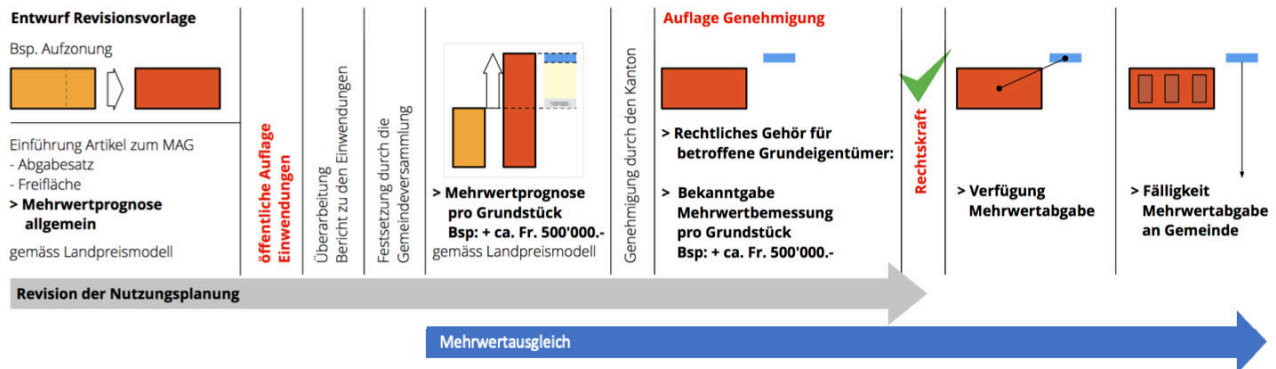 Entwurf Revisionsvorlage
Bsp. Aufzonung
Einführung Artikel zum MAG
- Abgabesatz
- Freifläche
> Mehrwertprognose
allgemein
gemäss Landpreismodell
öffentliche Auflage
Einwendungen
Überarbeitung
Bericht zu den Einwendungen
Festsetzung durch die
Gemeindeversammlung
100'000.-
> Mehrwertprognose
pro Grundstück
Bsp: + ca. Fr. 500'000.-
gemäss Landpreismodell
Genehmigung durch den Kanton
Auflage Genehmigung
> Rechtliches Gehör für
betroffene Grundeigentümer:
> Bekanntgabe
Mehrwertbemessung
pro Grundstück
Bsp: + ca. Fr. 500'000.-
Rechtskraft
> Verfügung
Mehrwertabgabe
> Fälligkeit
Mehrwertabgabe
an Gemeinde
Revision der Nutzungsplanung
Mehrwertausgleich